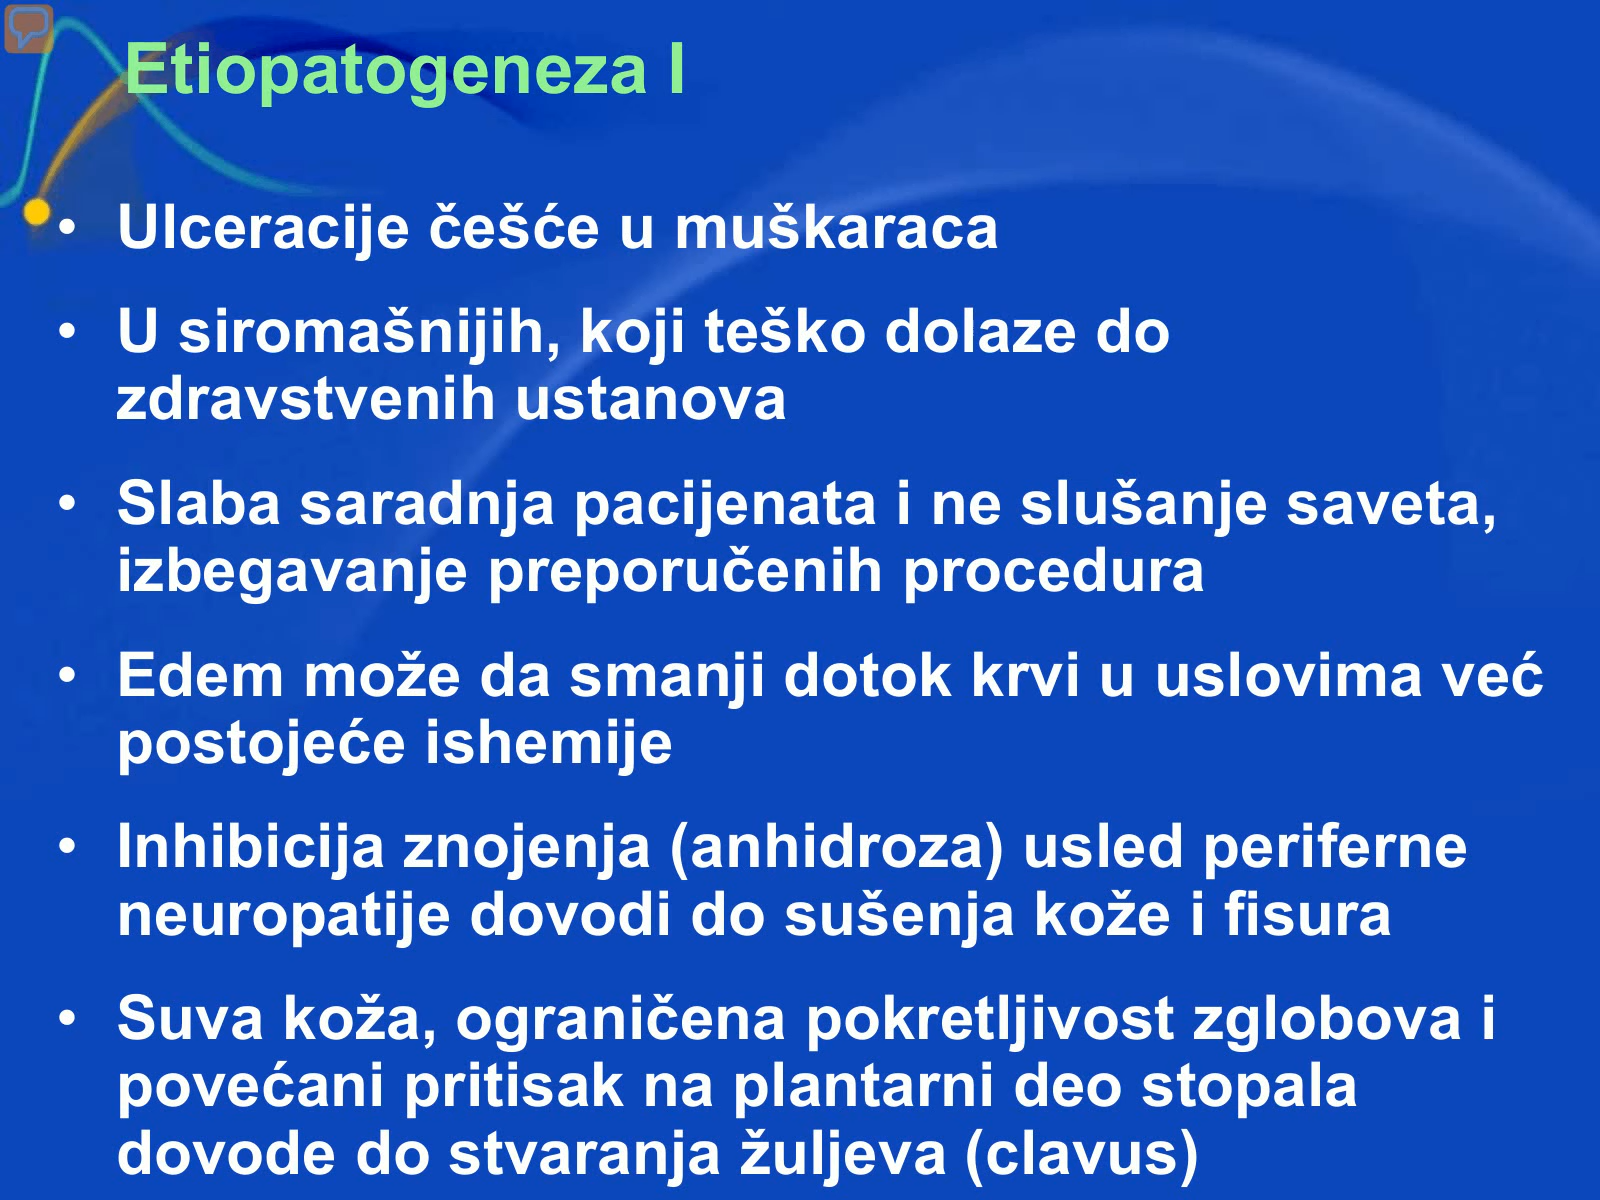 Etiopatogeneza I
• Ulceracije češće u muškaraca
• U siromašnijih, koji teško dolaze do
zdravstvenih ustanova
• Slaba saradnja pacijenata i ne slušanje saveta,
izbegavanje preporučenih procedura
• Edem može da smanji dotok krvi u uslovima već
postojeće ishemije
• Inhibicija znojenja (anhidroza) usled periferne
neuropatije dovodi do sušenja kože i fisura
• Suva koža, ograničena pokretljivost zglobova i
povećani pritisak na plantarni deo stopala
dovode do stvaranja žuljeva (clavus)